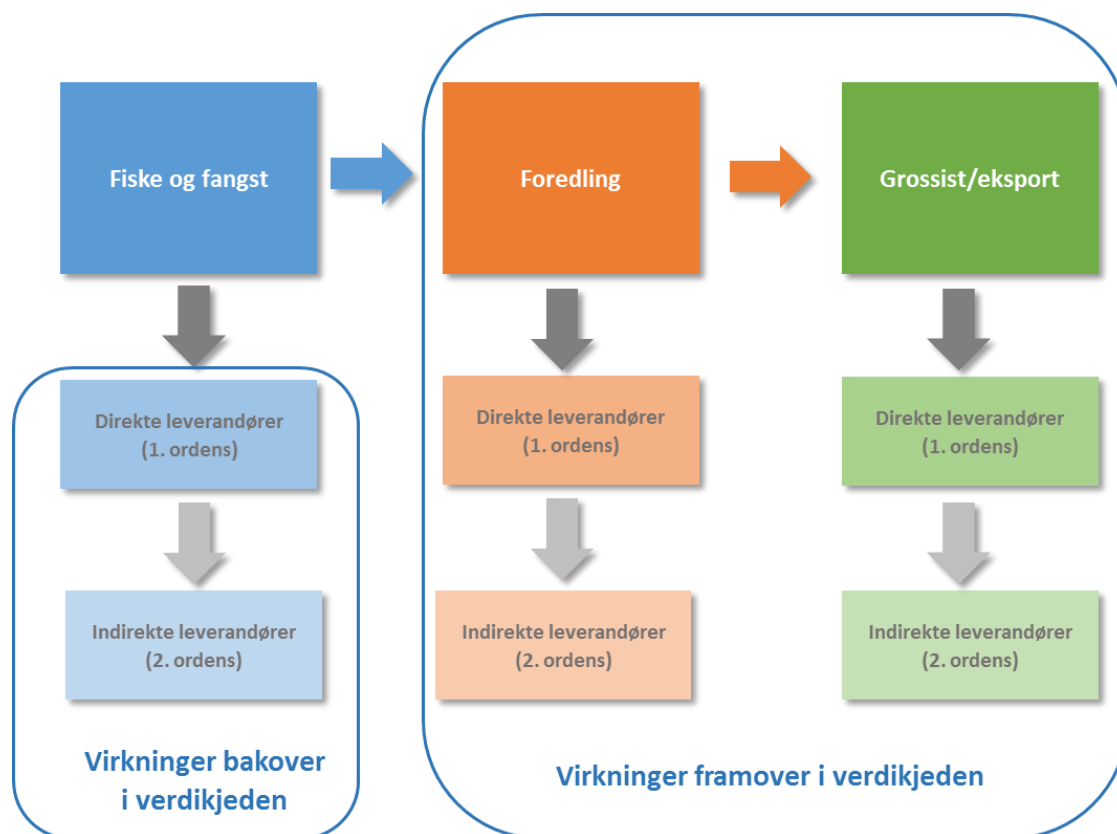 Fiske og fangst
Foredling
Grossist/eksport
Direkte leverandører
(1. ordens)
Direkte leverandører
(1. ordens)
Direkte leverandører
(1. ordens)
Indirekte leverandører
(2. ordens)
Indirekte leverandører
(2. ordens)
Indirekte leverandører
(2. ordens)
Virkninger bakover
i verdikjeden
Virkninger framover i verdikjeden